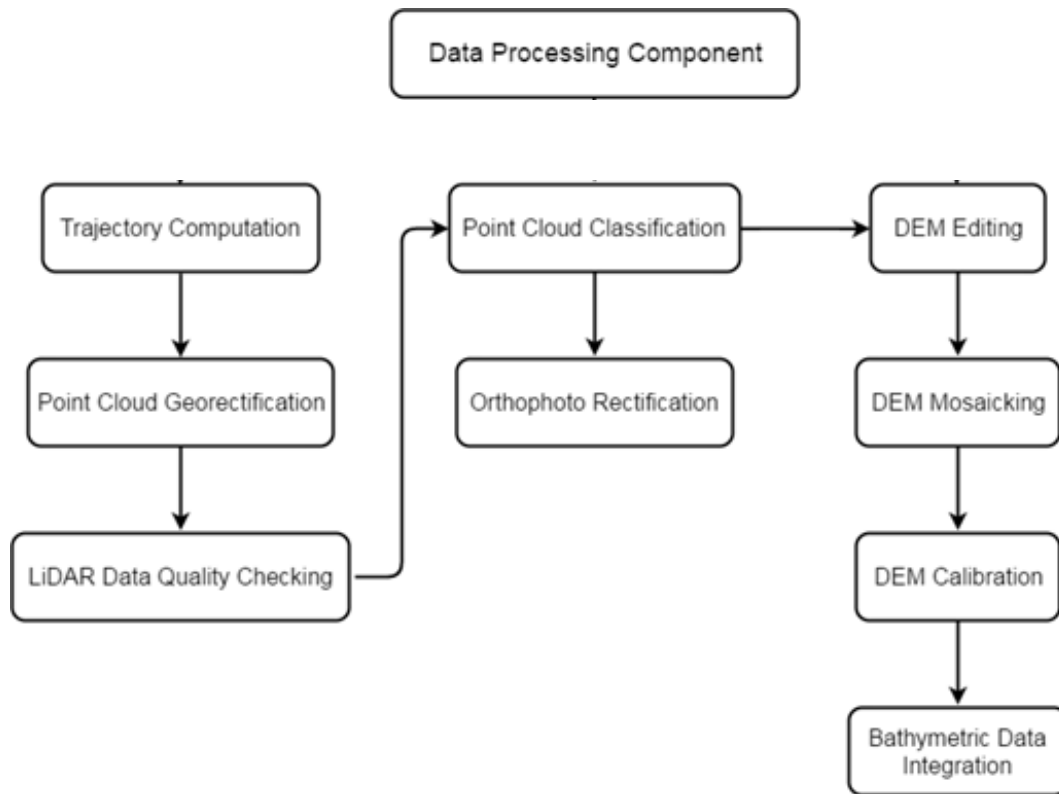 Data Processing Component
Trajectory Computation
Point Cloud Georectification
LiDAR Data Quality Checking
Point Cloud Classification
Orthophoto Rectification
DEM Editing
DEM Mosaicking
DEM Calibration
Bathymetric Data
Integration